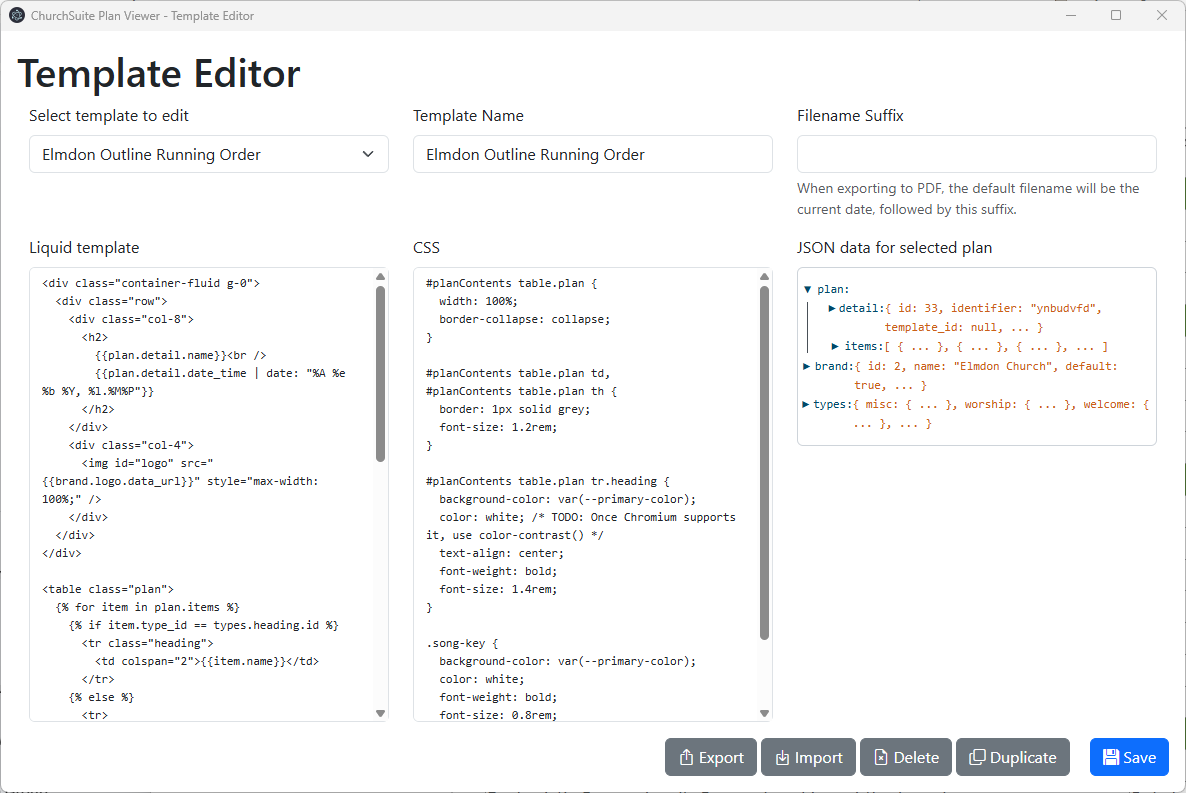 ChurchSuite Plan Viewer - Template Editor
Template Editor
Select template to edit
Elmdon Outline Running Order
Template Name
Elmdon Outline Running Order
Filename Suffix
When exporting to PDF, the default filename will be the
current date, followed by this suffix.
Liquid template
<div class="container-fluid g-0">
  <div class="row">
    <div class="col-8">
      <h2>
        {{plan.detail.name}}<br />
        {{plan.detail.date_time | date: "%A %e
%b %Y, %l.%M%P"}}
      </h2>
    </div>
    <div class="col-4">
      <img id="logo" src="
{{brand.logo.data_url}}" style="max-width:
100%;" />
    </div>
  </div>
</div>
<table class="plan">
  {% for item in plan.items %}
    {% if item.type_id == types.heading.id %}
      <tr class="heading">
        <td colspan="2">{{item.name}}</td>
      </tr>
    {% else %}
      <tr>
CSS
#planContents table.plan {
  width: 100%;
  border-collapse: collapse;
}
#planContents table.plan td,
#planContents table.plan th {
  border: 1px solid grey;
  font-size: 1.2rem;
}
#planContents table.plan tr.heading {
  background-color: var(--primary-color);
  color: white; /* TODO: Once Chromium supports
it, use color-contrast() */
  text-align: center;
  font-weight: bold;
  font-size: 1.4rem;
}
.song-key {
  background-color: var(--primary-color);
  color: white;
  font-weight: bold;
  font-size: 0.8rem;
JSON data for selected plan
▼ plan:
▶ detail:{ id: 33, identifier: "ynbudvfd",
template_id: null, ... }
▶ items:[ { ... }, { ... }, { ... }, ... ]
▶ brand:{ id: 2, name: "Elmdon Church", default:
true, ... }
▶ types:{ misc: { ... }, worship: { ... }, welcome: {
... }, ... }
Export
Import
Delete
Duplicate
Save